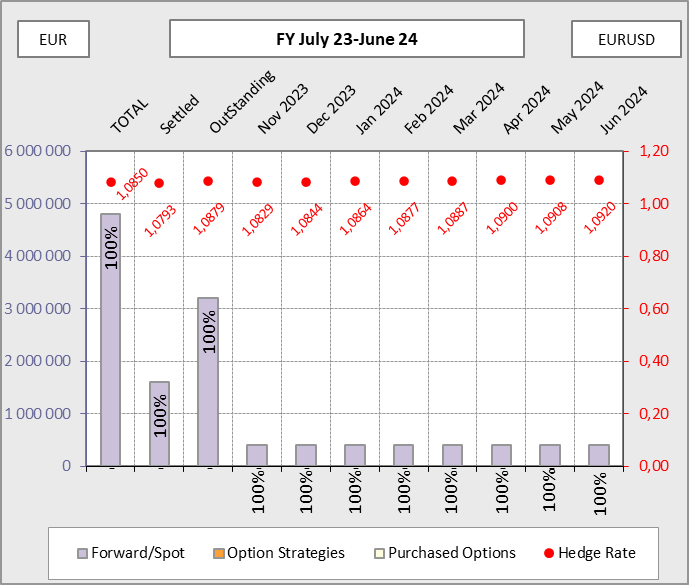 EUR
FY July 23-June 24
EURUSD
TOTAL
Settled
OutStanding
Nov 2023
Dec 2023
Jan 2024
Feb 2024
Mar 2024
Apr 2024
May 2024
Jun 2024
6 000 000
5 000 000
4 000 000
3 000 000
2 000 000
1 000 000
0
1,20
1,00
0,80
0,60
0,40
0,20
0,00
1,0850
1,0793
1,0879
1,0829
1,0844
1,0864
1,0877
1,0887
1,0900
1,0908
1,0920
100%
100%
100%
100%
100%
100%
100%
100%
100%
100%
100%
Forward/Spot
Option Strategies
Purchased Options
Hedge Rate